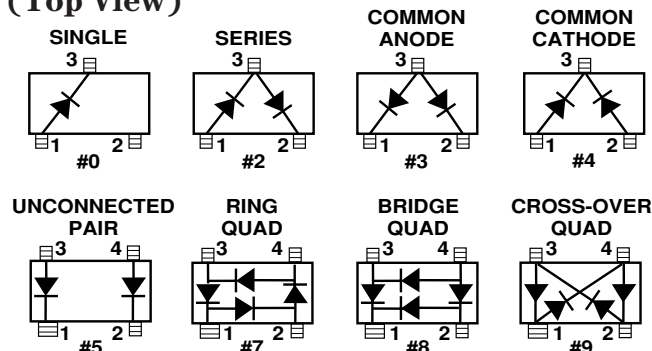 (Top View)
SINGLE
3
1 2
#0
SERIES
3
1 2
#2
COMMON
ANODE
3
1 2
#3
COMMON
CATHODE
3
1 2
#4
UNCONNECTED
PAIR
3 4
1 2
#5
RING
QUAD
3 4
1 2
#7
BRIDGE
QUAD
3 4
1 2
#8
CROSS-OVER
QUAD
3 4
1 2
#9